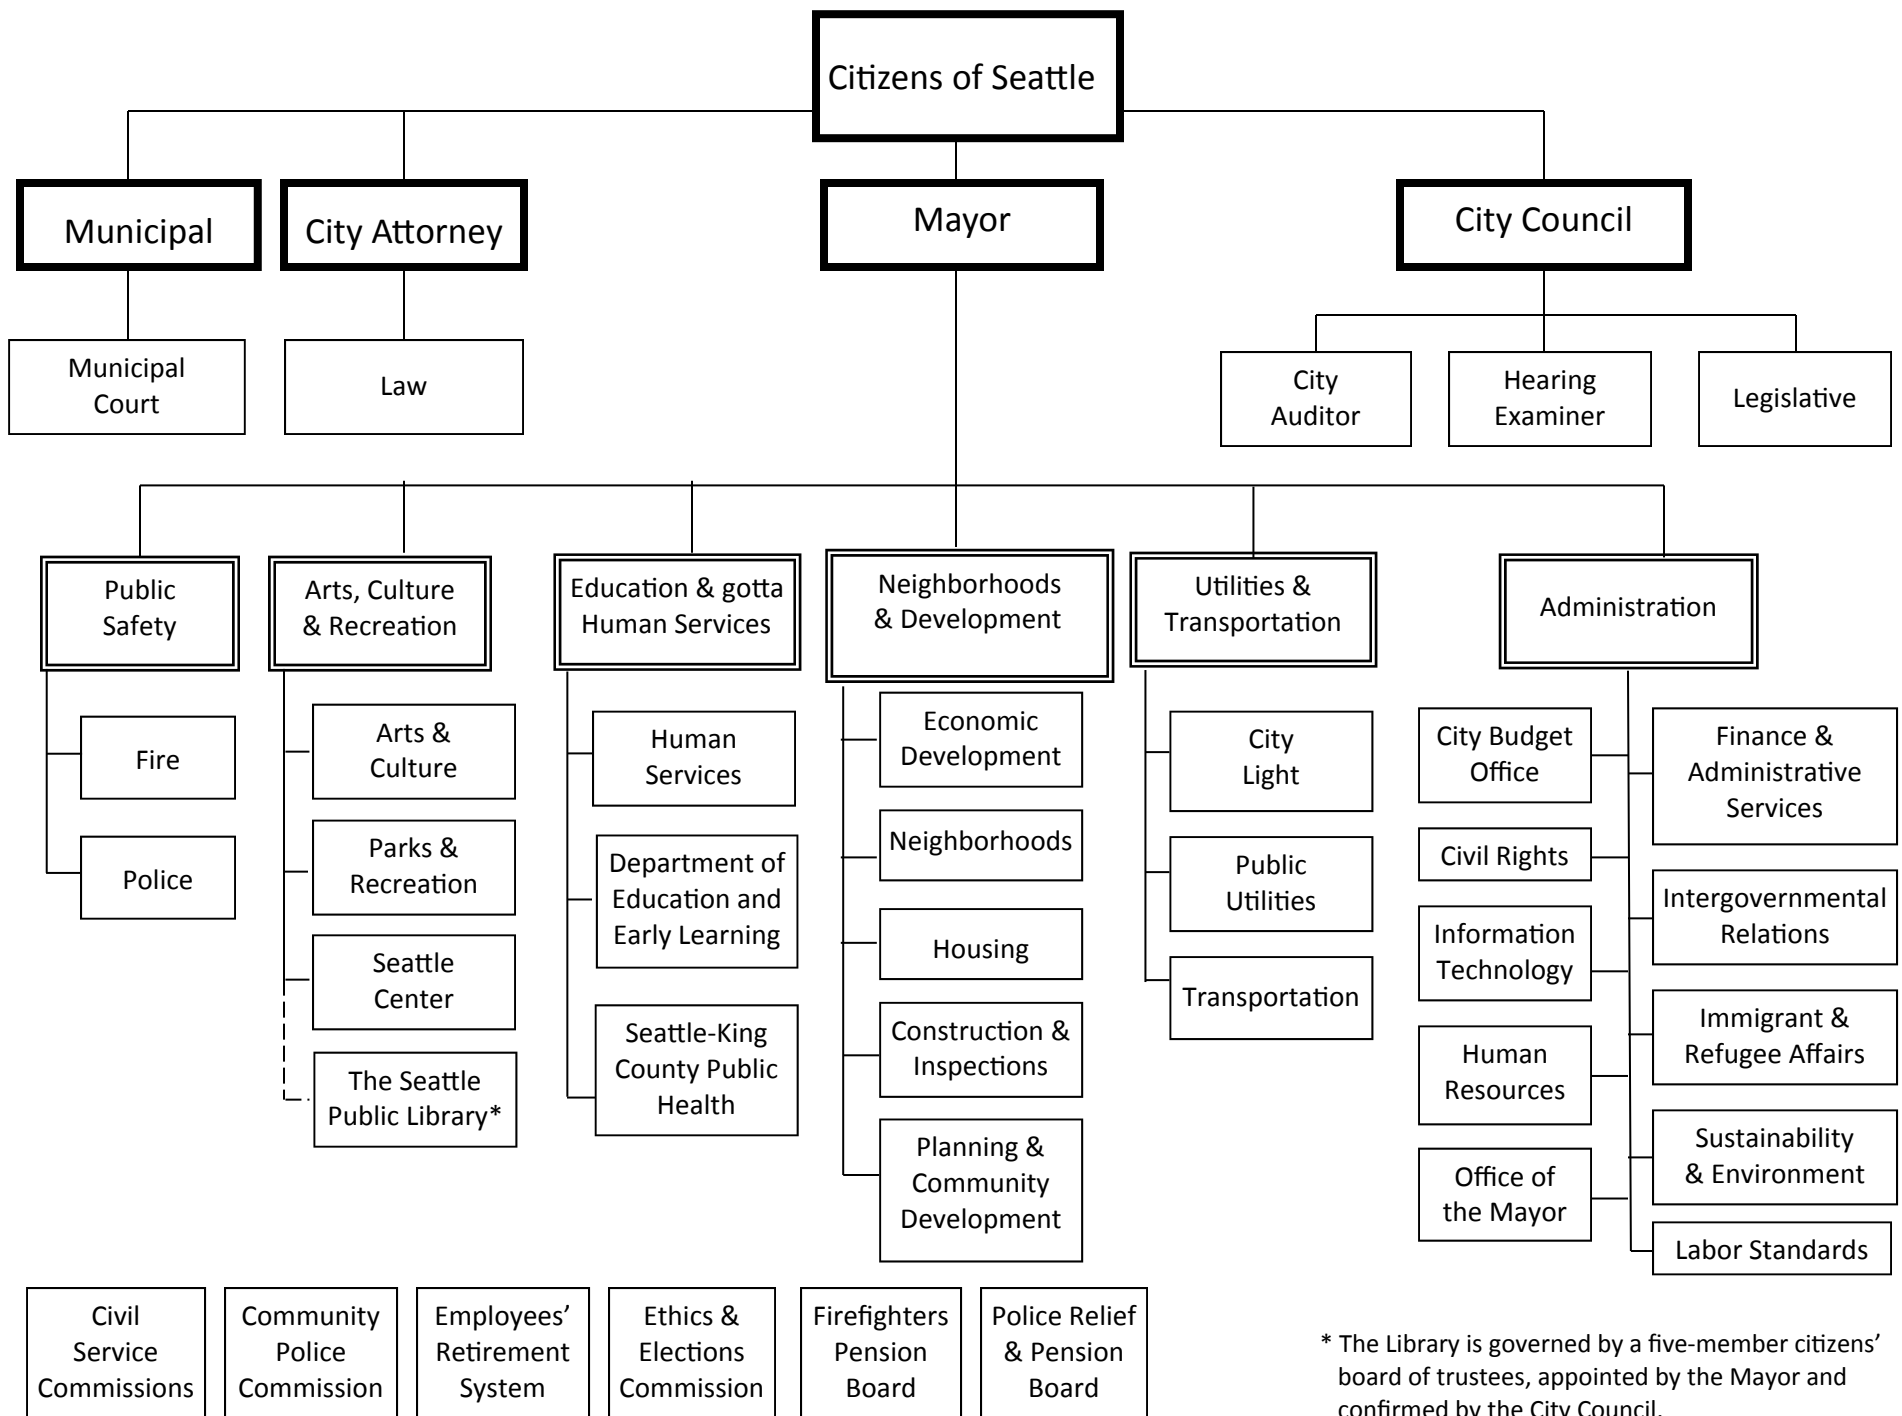 Citizens of Seattle
Municipal
City Attorney
Mayor
City Council
Municipal
Court
Law
City
Auditor
Hearing
Examiner
Legislative
Public
Safety
Arts, Culture
& Recreation
Education & gotta
Human Services
Neighborhoods
& Development
Utilities &
Transportation
Administration
Fire
Police
Arts &
Culture
Parks &
Recreation
Seattle
Center
The Seattle
Public Library*
Human
Services
Department of
Education and
Early Learning
Seattle-King
County Public
Health
Economic
Development
Neighborhoods
Housing
Construction &
Inspections
Planning &
Community
Development
City
Light
Public
Utilities
Transportation
City Budget
Office
Civil Rights
Information
Technology
Human
Resources
Office of
the Mayor
Finance &
Administrative
Services
Intergovernmental
Relations
Immigrant &
Refugee Affairs
Sustainability
& Environment
Labor Standards
Civil
Service
Commissions
Community
Police
Commission
Employees’
Retirement
System
Ethics &
Elections
Commission
Firefighters
Pension
Board
Police Relief
& Pension
Board
* The Library is governed by a five-member citizens’
board of trustees, appointed by the Mayor and
confirmed by the City Council.